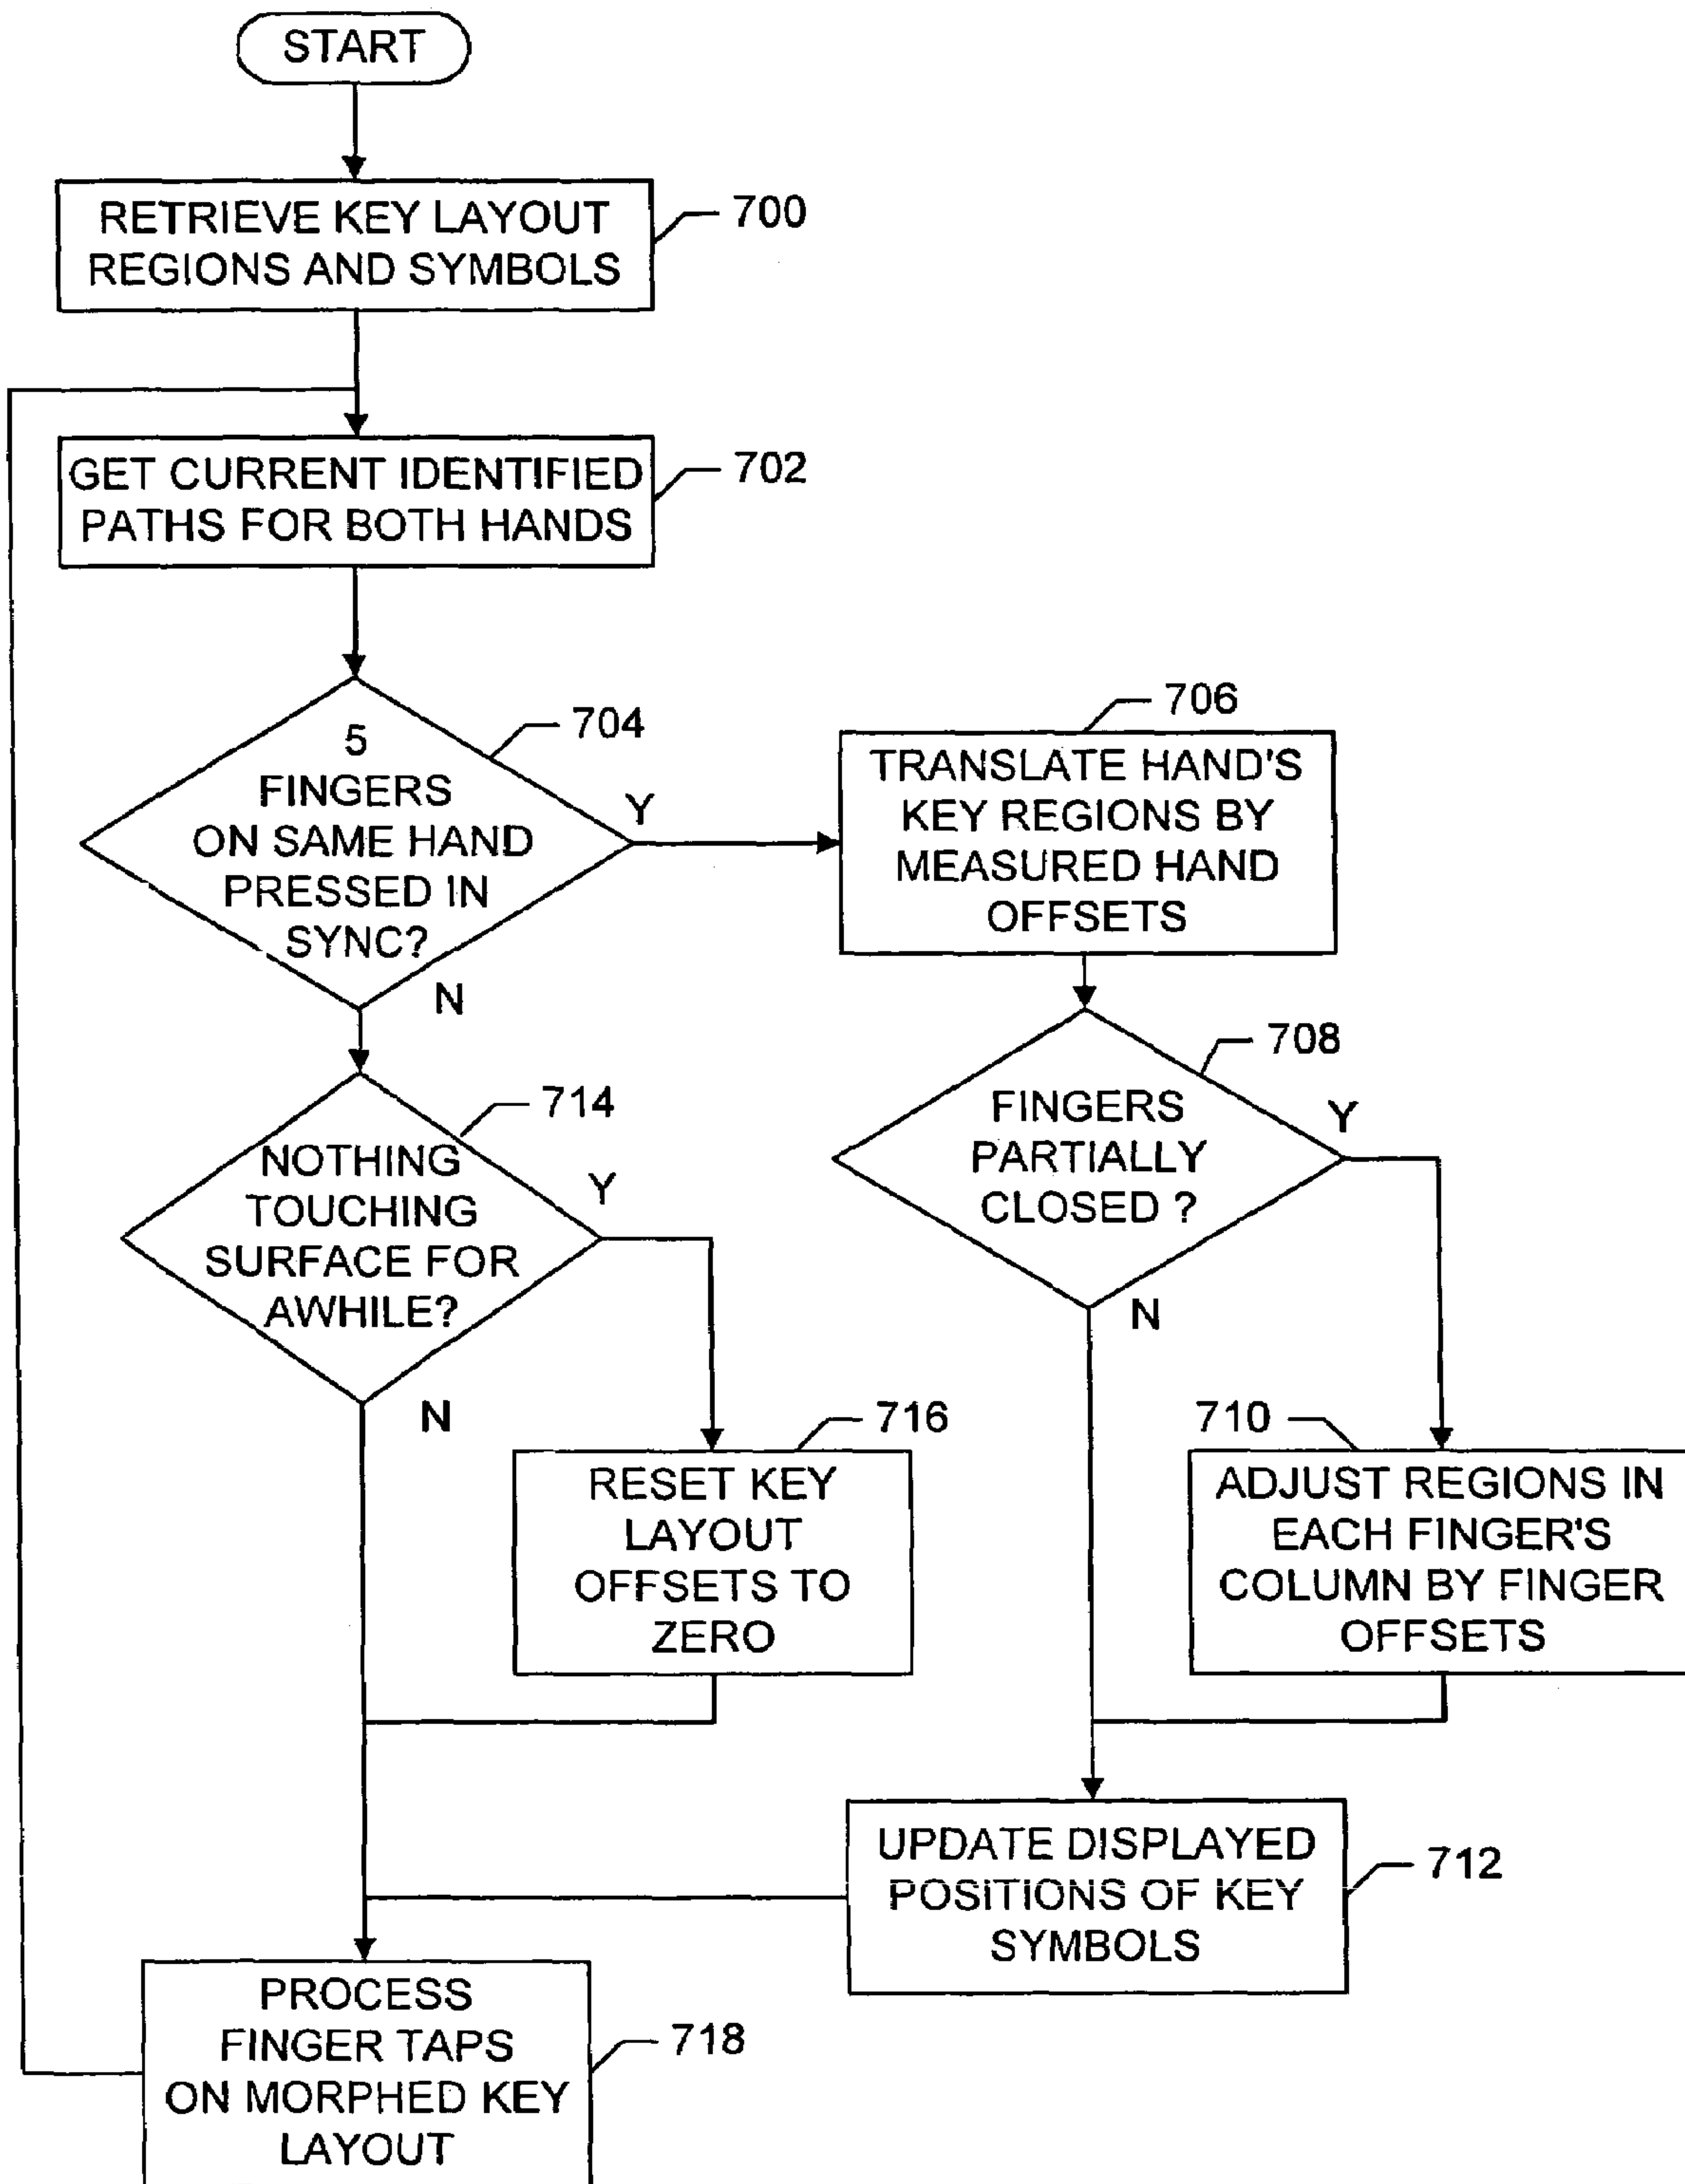 START
RETRIEVE KEY LAYOUT
REGIONS AND SYMBOLS
700
GET CURRENT IDENTIFIED
PATHS FOR BOTH HANDS
702
5
FINGERS
ON SAME HAND
PRESSED IN
SYNC?
704
Y
N
706
TRANSLATE HAND'S
KEY REGIONS BY
MEASURED HAND
OFFSETS
708
FINGERS
PARTIALLY
CLOSED ?
Y
N
714
NOTHING
TOUCHING
SURFACE FOR
AWHILE?
Y
N
716
RESET KEY
LAYOUT
OFFSETS TO
ZERO
710
ADJUST REGIONS IN
EACH FINGER'S
COLUMN BY FINGER
OFFSETS
UPDATE DISPLAYED
POSITIONS OF KEY
SYMBOLS
712
PROCESS
FINGER TAPS
ON MORPHED KEY
LAYOUT
718